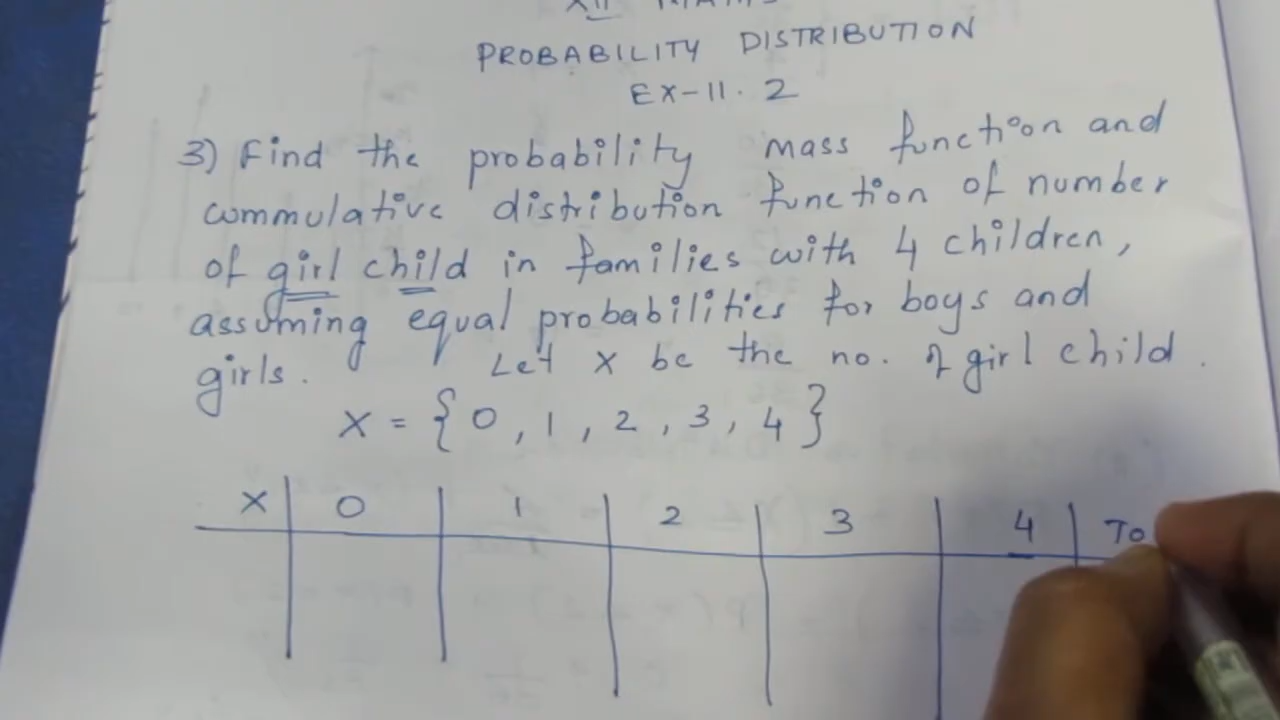 PROBABILITY DISTRIBUTION
EX-11.2
3) Find the probability mass function and
commulative distribution function of number
of girl child in families with 4 children,
assuming equal probabilities for boys and
girls. Let X be the no. of girl child.
X = {0, 1, 2, 3, 4}
X 0 1 2 3 4 To